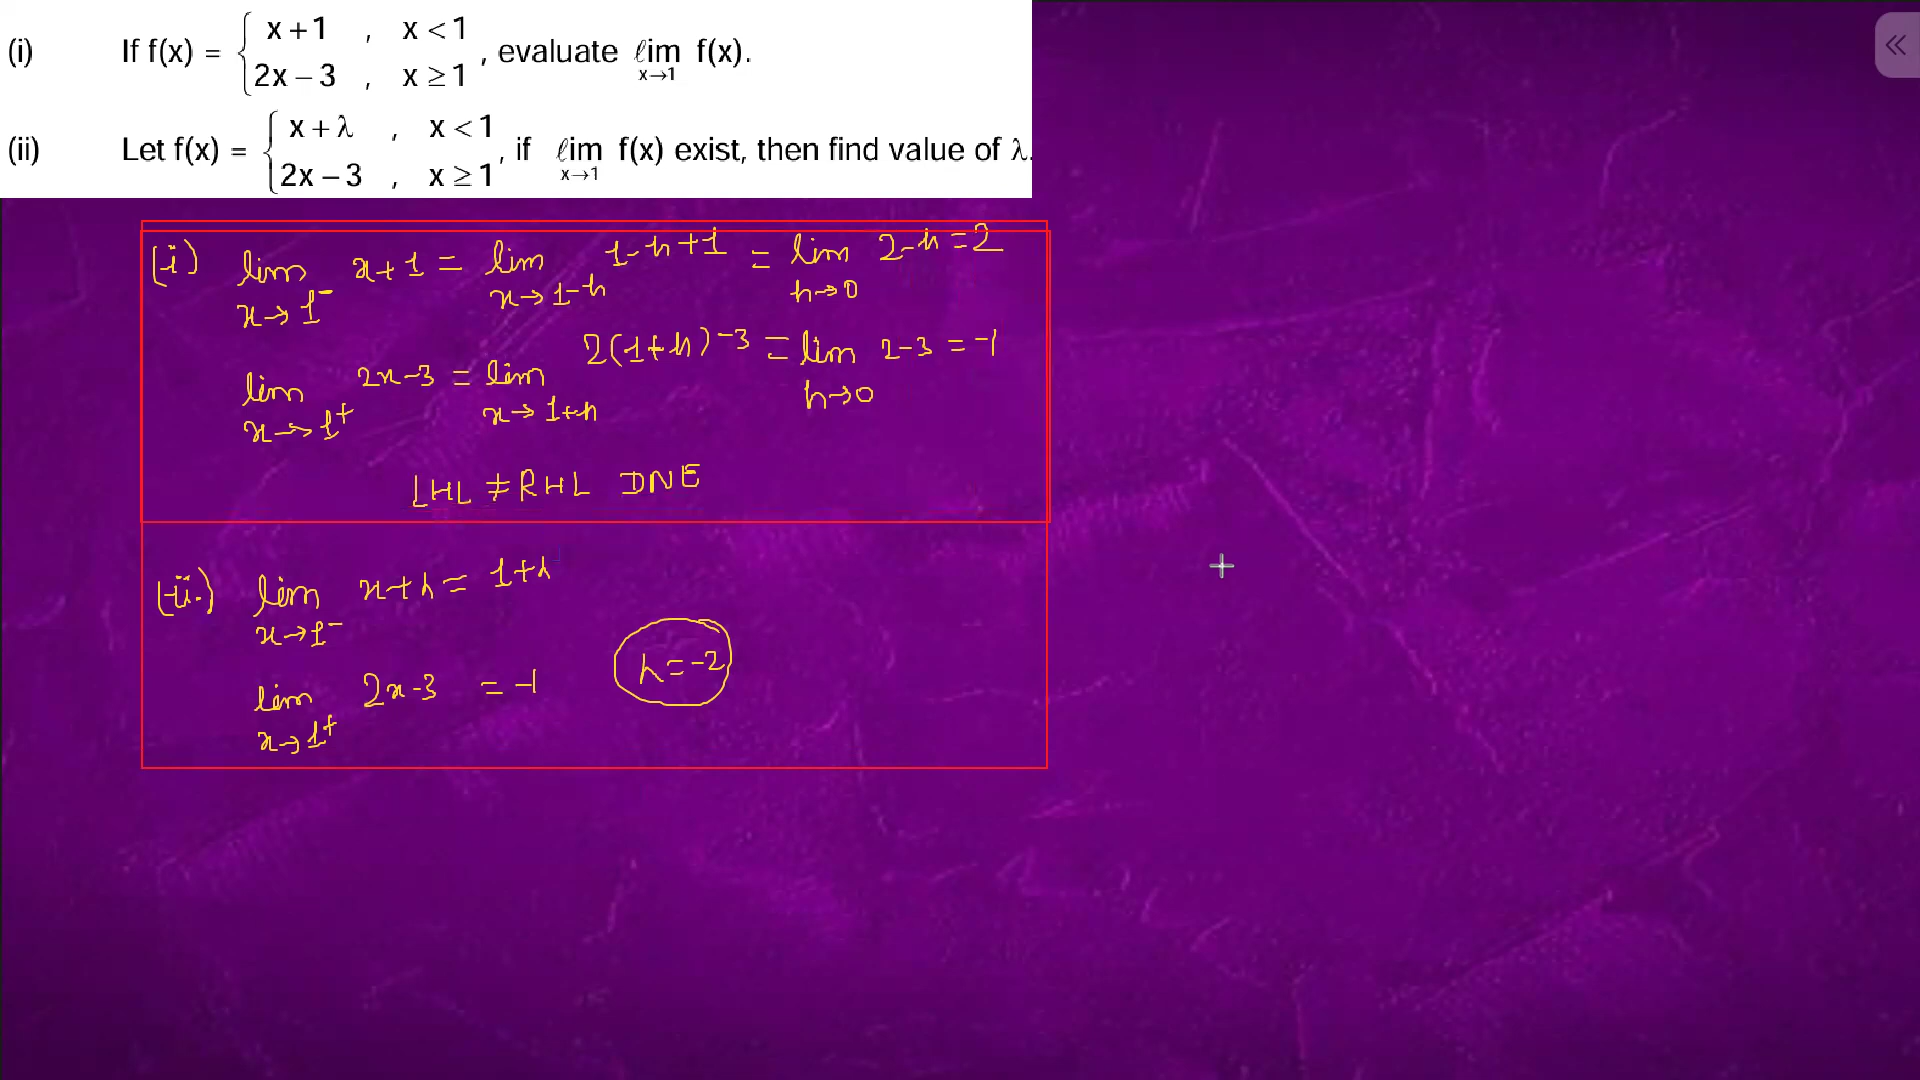 (i) If f(x) = { x + 1 , x < 1
2x – 3 , x ≥ 1 , evaluate ℓim x→1 f(x).
(ii) Let f(x) = { x + λ , x < 1
2x – 3 , x ≥ 1 , if ℓim x→1 f(x) exist, then find value of λ.
(i) lim x→1⁻ x+1 = lim x→1-h 1-h+1 = lim h→0 2-h = 2
lim x→1⁺ 2x-3 = lim x→1+h 2(1+h)-3 = lim h→0 2-3 = -1
LHL ≠ RHL DNE
(ii.) lim x→1⁻ x+λ = 1+λ
λ = -2
lim x→1⁺ 2x-3 = -1